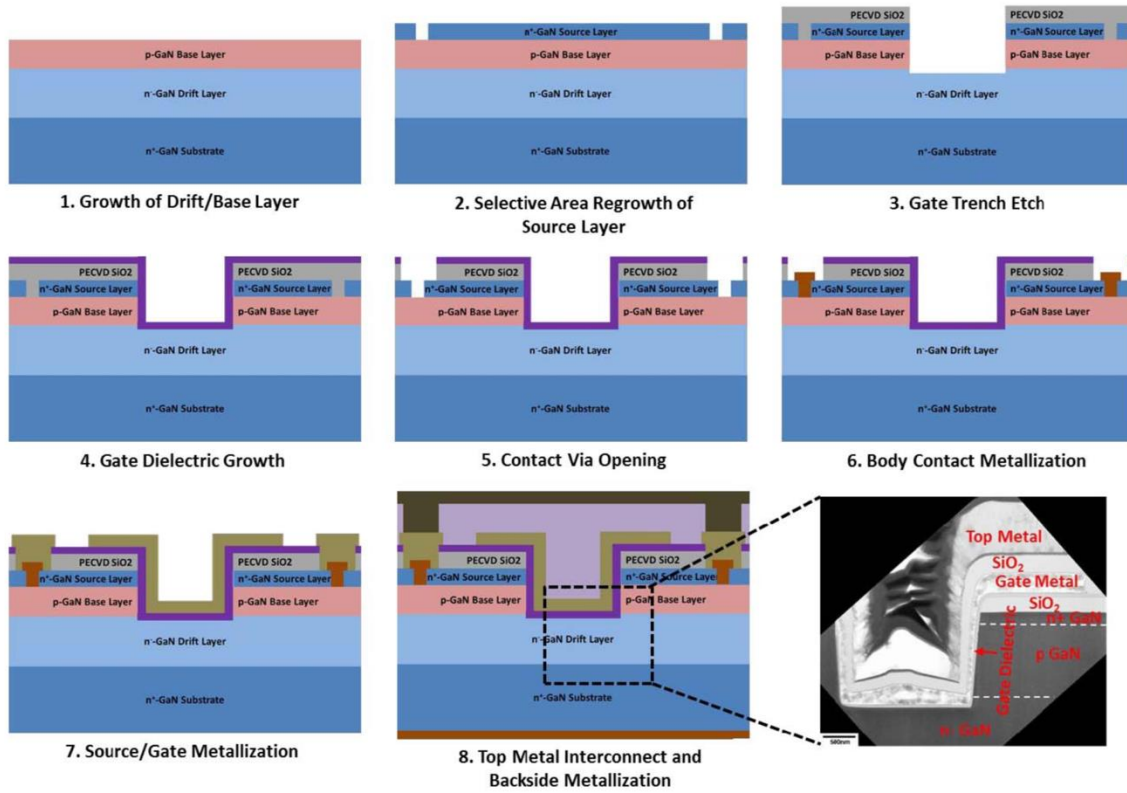 p-GaN Base Layer
n⁻-GaN Drift Layer
n⁺-GaN Substrate
1. Growth of Drift/Base Layer
n⁺-GaN Source Layer
p-GaN Base Layer
n⁻-GaN Drift Layer
n⁺-GaN Substrate
2. Selective Area Regrowth of
Source Layer
PECVD SiO2 PECVD SiO2
n⁺-GaN Source Layer n⁺-GaN Source Layer
p-GaN Base Layer p-GaN Base Layer
n⁻-GaN Drift Layer
n⁺-GaN Substrate
3. Gate Trench Etch
PECVD SiO2 PECVD SiO2
n⁺-GaN Source Layer n⁺-GaN Source Layer
p-GaN Base Layer p-GaN Base Layer
n⁻-GaN Drift Layer
n⁺-GaN Substrate
4. Gate Dielectric Growth
PECVD SiO2 PECVD SiO2
n⁺-GaN Source Layer n⁺-GaN Source Layer
p-GaN Base Layer p-GaN Base Layer
n⁻-GaN Drift Layer
n⁺-GaN Substrate
5. Contact Via Opening
PECVD SiO2 PECVD SiO2
n⁺-GaN Source Layer n⁺-GaN Source Layer
p-GaN Base Layer p-GaN Base Layer
n⁻-GaN Drift Layer
n⁺-GaN Substrate
6. Body Contact Metallization
PECVD SiO2 PECVD SiO2
n⁺-GaN Source Layer n⁺-GaN Source Layer
p-GaN Base Layer p-GaN Base Layer
n⁻-GaN Drift Layer
n⁺-GaN Substrate
7. Source/Gate Metallization
PECVD SiO2 PECVD SiO2
n⁺-GaN Source Layer n⁺-GaN Source Layer
p-GaN Base Layer p-GaN Base Layer
n⁻-GaN Drift Layer
n⁺-GaN Substrate
8. Top Metal Interconnect and
Backside Metallization
Top Metal
SiO₂
Gate Metal
SiO₂
n+ GaN
p GaN
Gate Dielectric
n- GaN
500nm